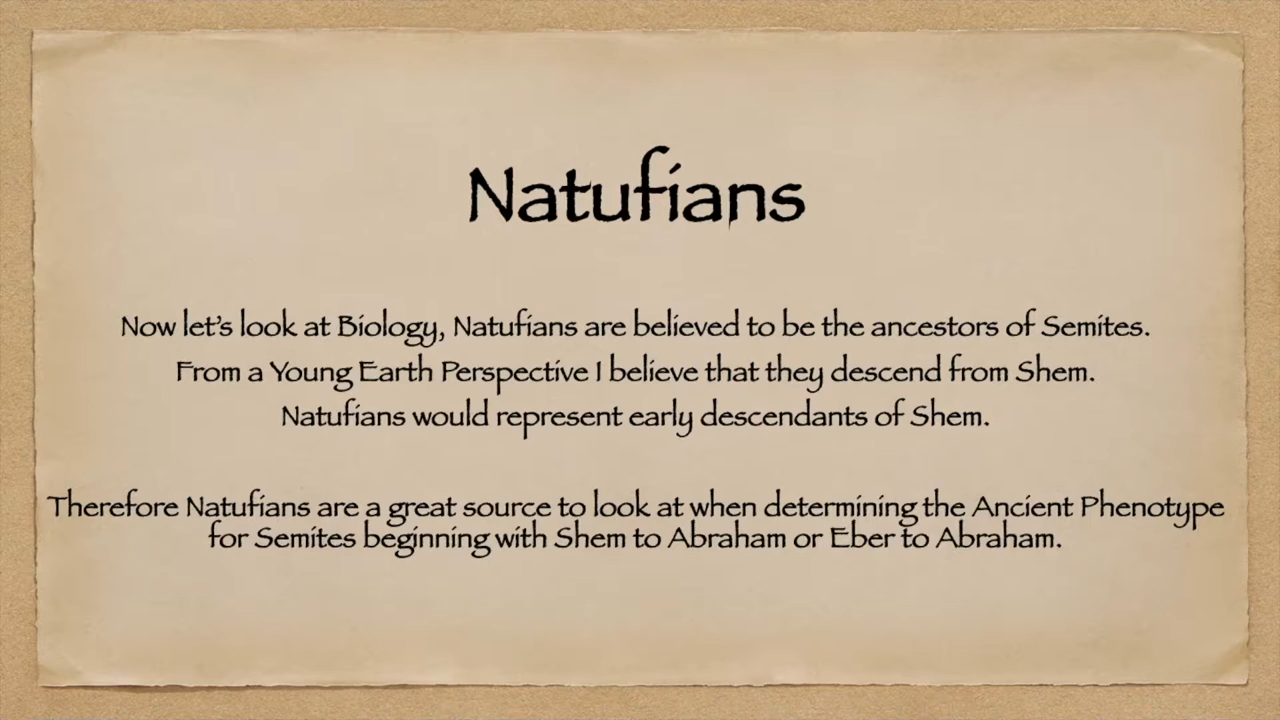 Natufians
Now let's look at Biology, Natufians are believed to be the ancestors of Semites.
From a Young Earth Perspective I believe that they descend from Shem.
Natufians would represent early descendants of Shem.
Therefore Natufians are a great source to look at when determining the Ancient Phenotype
for Semites beginning with Shem to Abraham or Eber to Abraham.